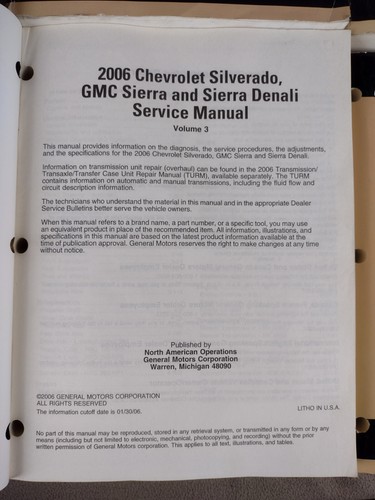 2006 Chevrolet Silverado,
GMC Sierra and Sierra Denali
Service Manual
Volume 3
This manual provides information on the diagnosis, the service procedures, the adjustments,
and the specifications for the 2006 Chevrolet Silverado, GMC Sierra and Sierra Denali.
Information on transmission unit repair (overhaul) can be found in the 2006 Transmission/
Transaxle/Transfer Case Unit Repair Manual (TURM), available separately. The TURM
contains information on automatic and manual transmissions, including the fluid flow and
circuit description information.
The technicians who understand the material in this manual and in the appropriate Dealer
Service Bulletins better serve the vehicle owners.
When this manual refers to a brand name, a part number, or a specific tool, you may use
an equivalent product in place of the recommended item. All information, illustrations, and
specifications in this manual are based on the latest product information available at the
time of publication approval. General Motors reserves the right to make changes at any time
without notice.
Published by
North American Operations
General Motors Corporation
Warren, Michigan 48090
©2006 GENERAL MOTORS CORPORATION
ALL RIGHTS RESERVED
The information cutoff date is 01/30/06.
LITHO IN U.S.A.
No part of this manual may be reproduced, stored in any retrieval system, or transmitted in any form or by any
means (including but not limited to electronic, mechanical, photocopying, and recording) without the prior
written permission of General Motors corporation. This applies to all text, illustrations, and tables.